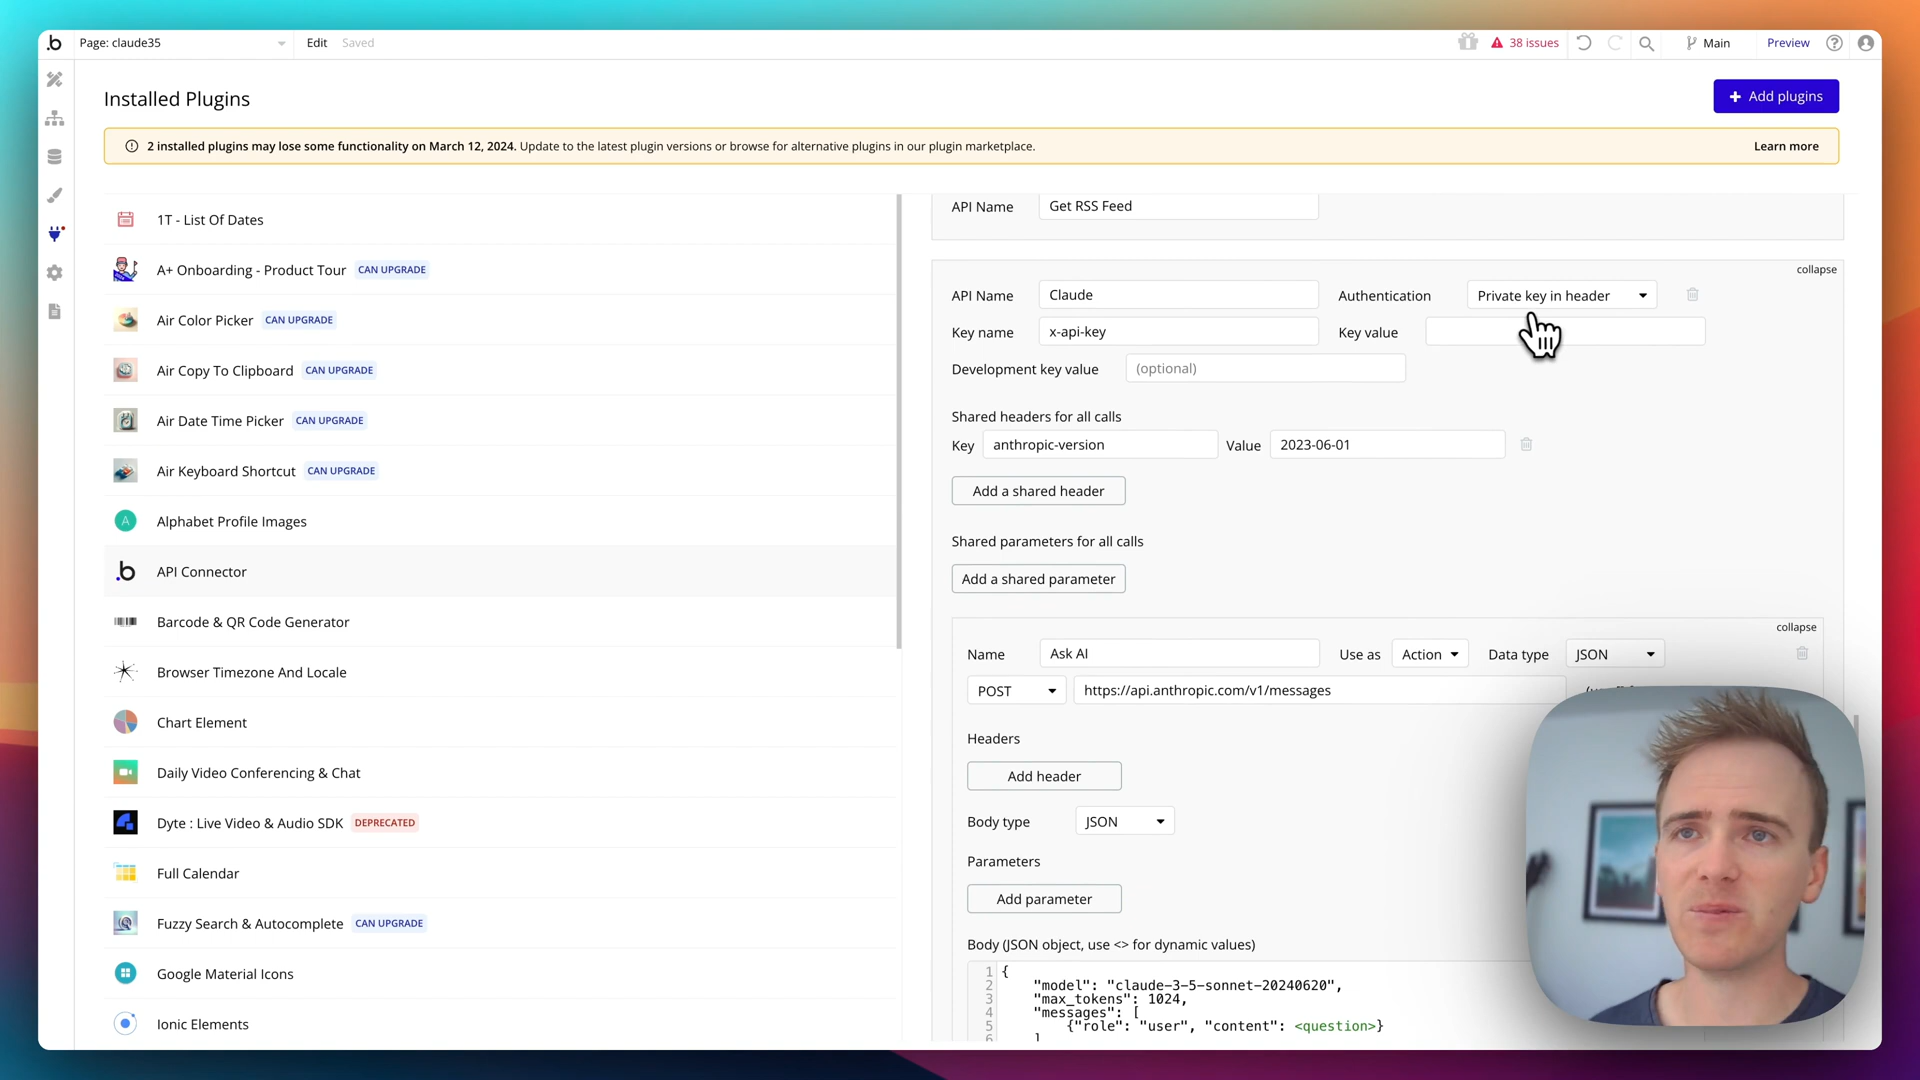 b Page: claude35 Edit Saved 38 issues Main Preview
Installed Plugins
+ Add plugins
2 installed plugins may lose some functionality on March 12, 2024. Update to the latest plugin versions or browse for alternative plugins in our plugin marketplace. Learn more
1T - List Of Dates
A+ Onboarding - Product Tour CAN UPGRADE
Air Color Picker CAN UPGRADE
Air Copy To Clipboard CAN UPGRADE
Air Date Time Picker CAN UPGRADE
Air Keyboard Shortcut CAN UPGRADE
A Alphabet Profile Images
b API Connector
Barcode & QR Code Generator
Browser Timezone And Locale
Chart Element
Daily Video Conferencing & Chat
Dyte : Live Video & Audio SDK DEPRECATED
Full Calendar
Fuzzy Search & Autocomplete CAN UPGRADE
Google Material Icons
Ionic Elements
API Name Get RSS Feed
collapse
API Name Claude Authentication Private key in header
Key name x-api-key Key value
Development key value (optional)
Shared headers for all calls
Key anthropic-version Value 2023-06-01
Add a shared header
Shared parameters for all calls
Add a shared parameter
collapse
Name Ask AI Use as Action Data type JSON
POST https://api.anthropic.com/v1/messages
Headers
Add header
Body type JSON
Parameters
Add parameter
Body (JSON object, use <> for dynamic values)
1 {
2 "model": "claude-3-5-sonnet-20240620",
3 "max_tokens": 1024,
4 "messages": [
5 {"role": "user", "content": <question>}
6 ]